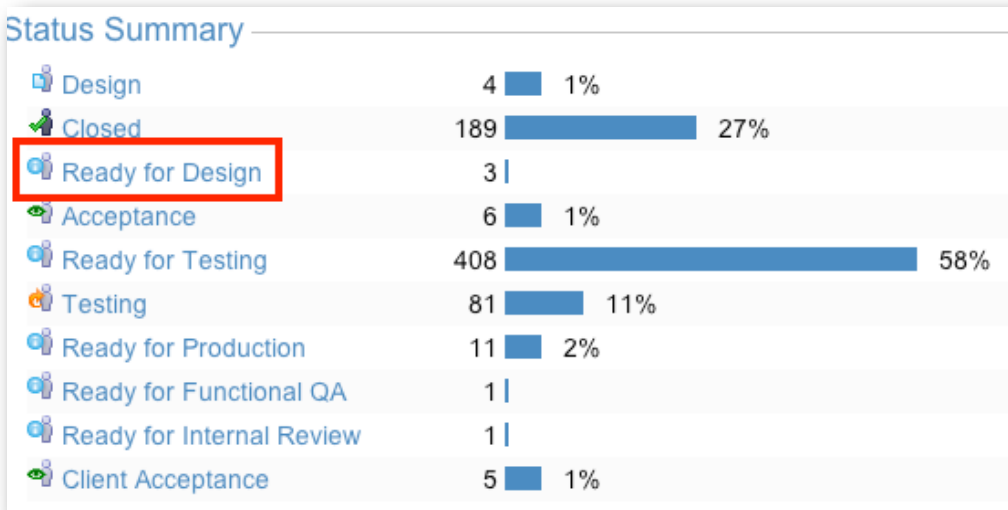 Status Summary
Design 4 1%
Closed 189 27%
Ready for Design 3
Acceptance 6 1%
Ready for Testing 408 58%
Testing 81 11%
Ready for Production 11 2%
Ready for Functional QA 1
Ready for Internal Review 1
Client Acceptance 5 1%